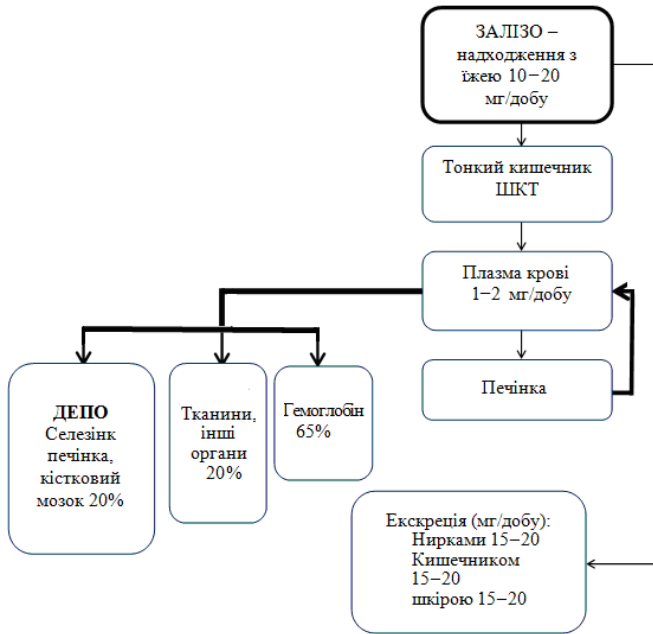 ЗАЛІЗО –
надходження з
їжею 10–20
мг/добу
Тонкий кишечник
ШКТ
Плазма крові
1–2 мг/добу
Печінка
ДЕПО
Селезінк
печінка,
кістковий
мозок 20%
Тканини,
інші
органи
20%
Гемоглобін
65%
Екскреція (мг/добу):
Нирками 15–20
Кишечником
15–20
шкірою 15–20